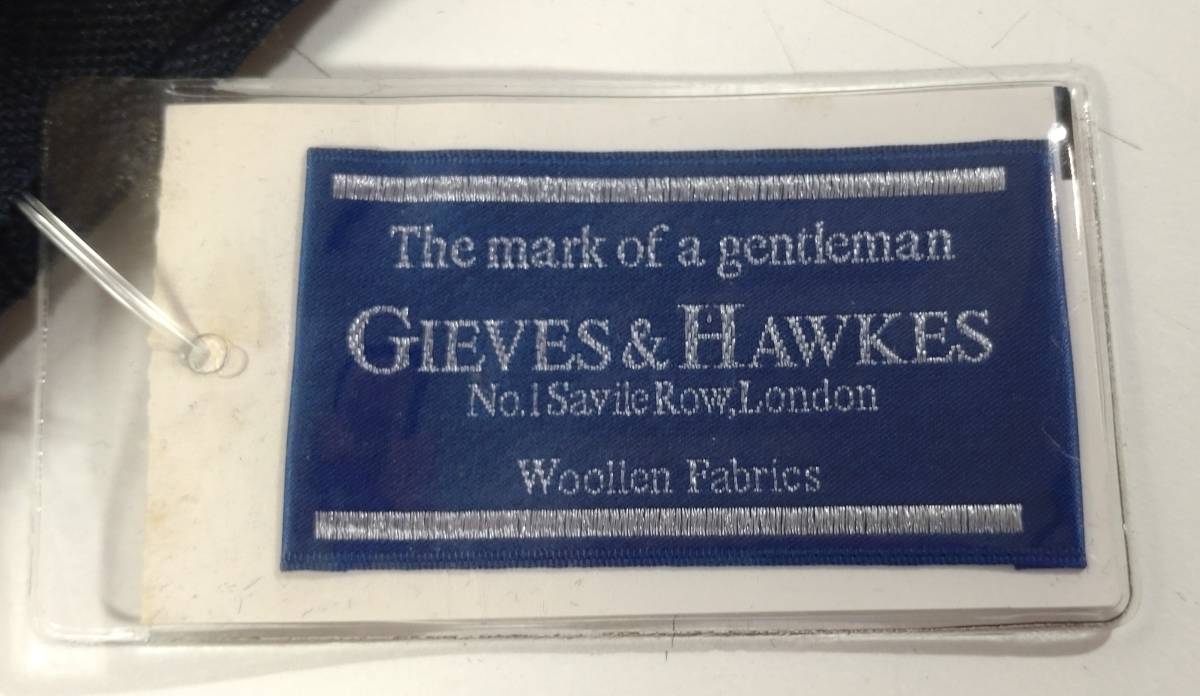 The mark of a gentleman
GIEVES & HAWKES
No.1 Savile Row, London
Woollen Fabrics